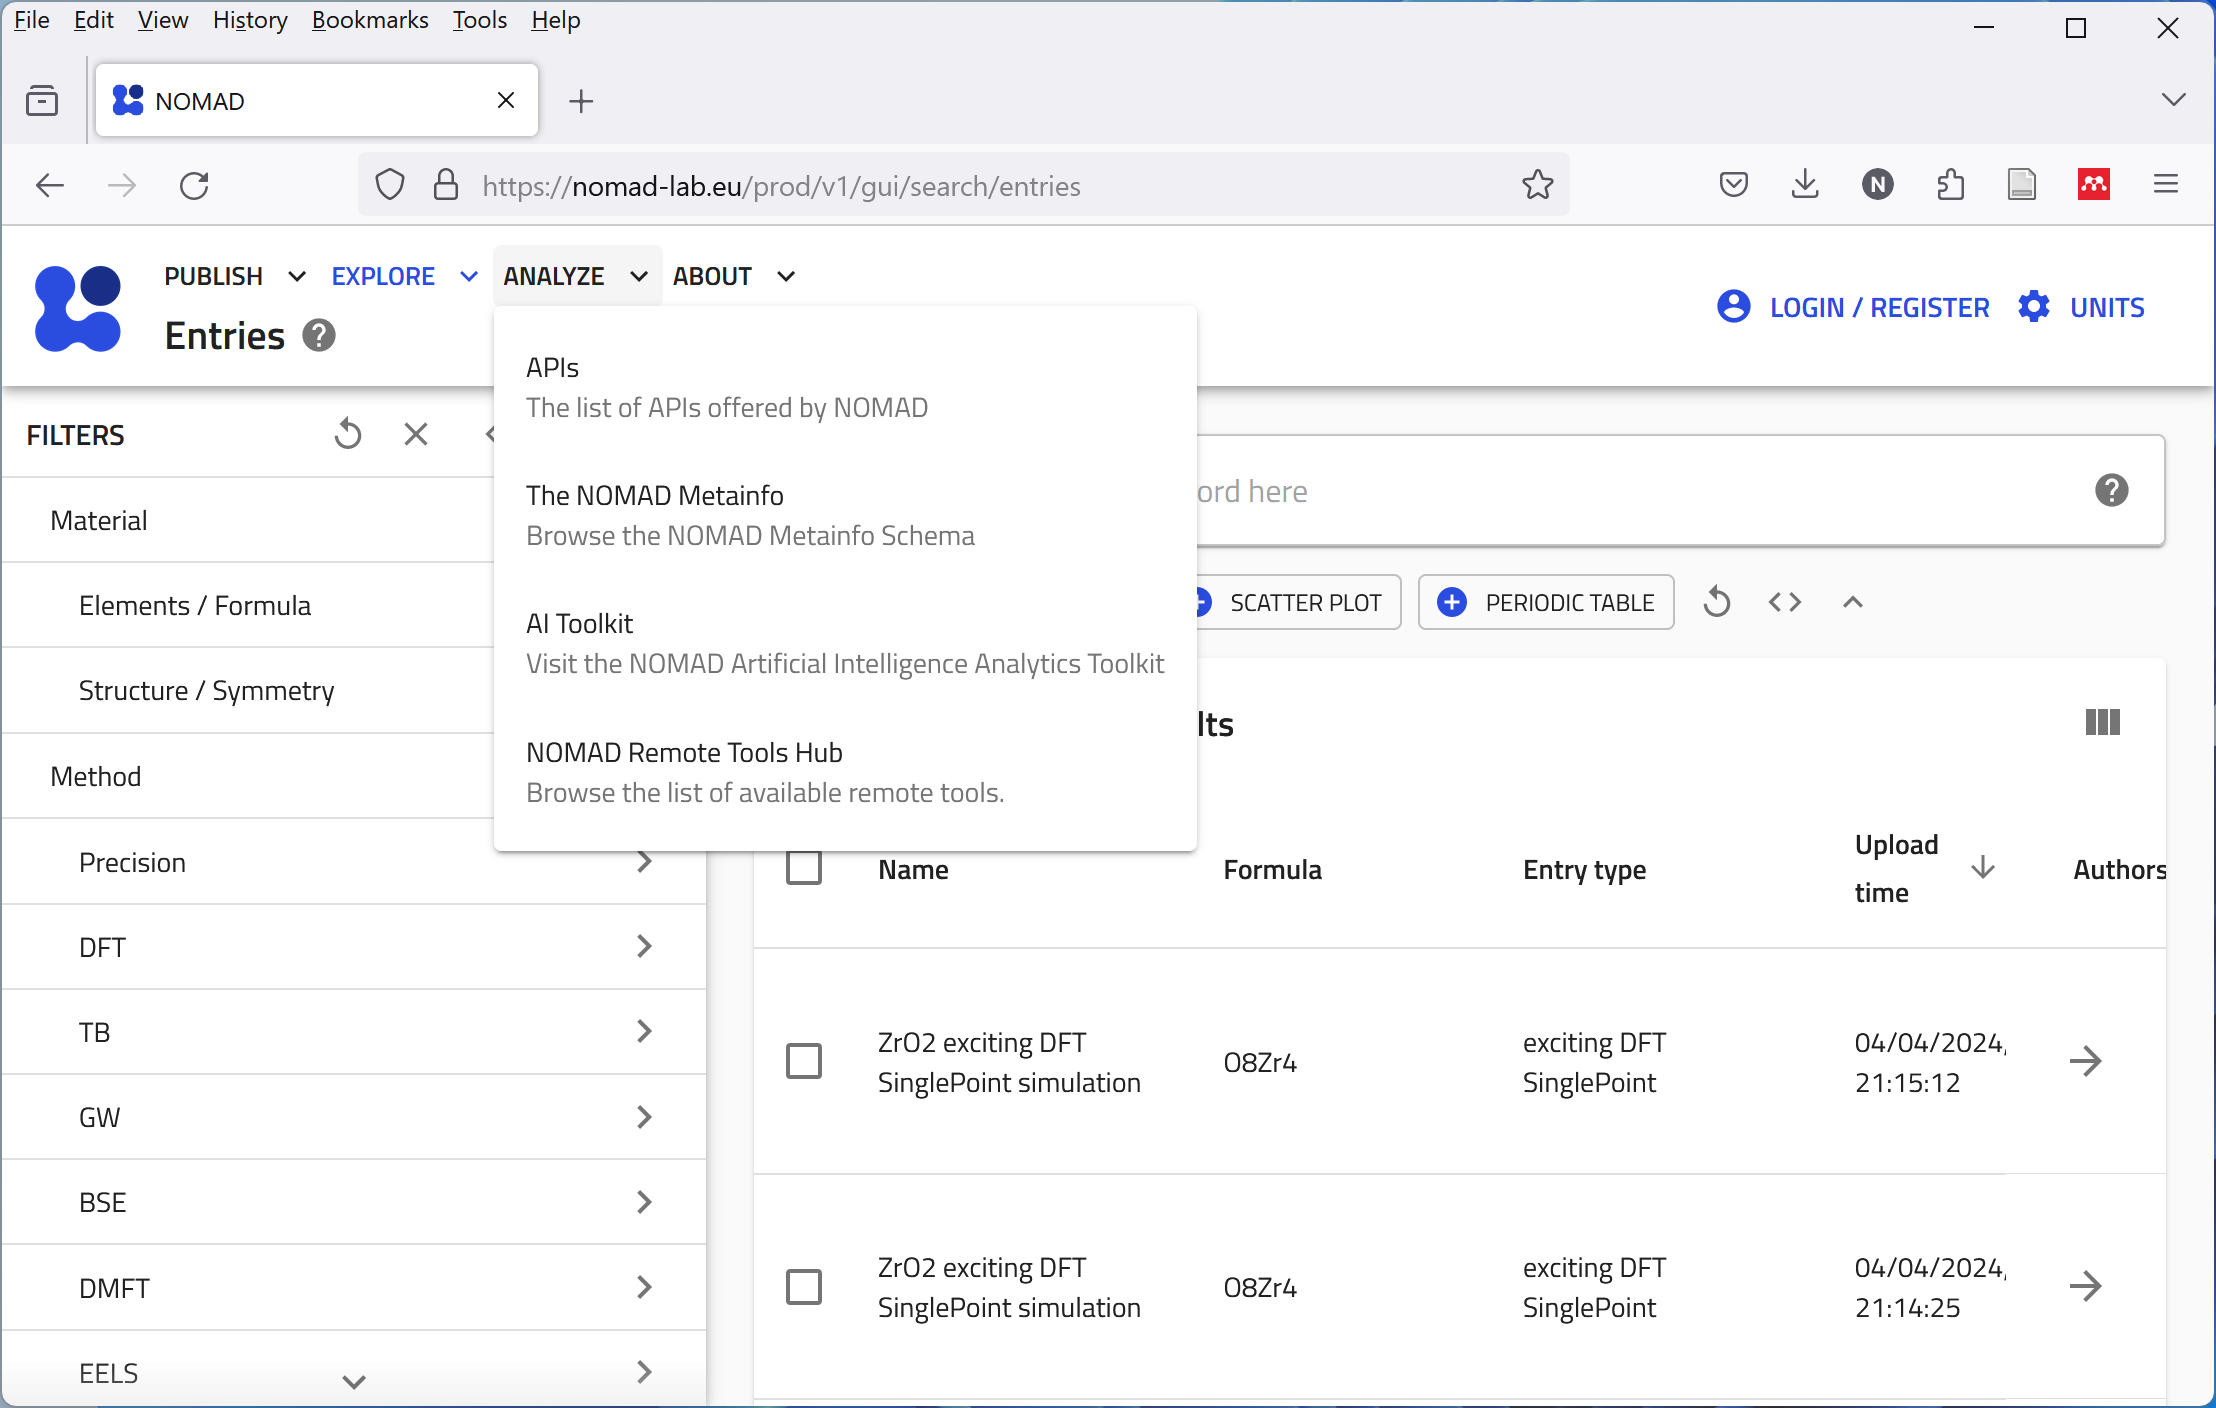 File Edit View History Bookmarks Tools Help
NOMAD
https://nomad-lab.eu/prod/v1/gui/search/entries
N
PUBLISH EXPLORE ANALYZE ABOUT
Entries
LOGIN / REGISTER UNITS
APIs
The list of APIs offered by NOMAD
The NOMAD Metainfo
Browse the NOMAD Metainfo Schema
AI Toolkit
Visit the NOMAD Artificial Intelligence Analytics Toolkit
NOMAD Remote Tools Hub
Browse the list of available remote tools.
FILTERS
Material
Elements / Formula
Structure / Symmetry
Method
Precision
DFT
TB
GW
BSE
DMFT
EELS
ord here
SCATTER PLOT PERIODIC TABLE
lts
Name Formula Entry type Upload time Authors
ZrO2 exciting DFT
SinglePoint simulation
O8Zr4
exciting DFT
SinglePoint
04/04/2024,
21:15:12
ZrO2 exciting DFT
SinglePoint simulation
O8Zr4
exciting DFT
SinglePoint
04/04/2024,
21:14:25